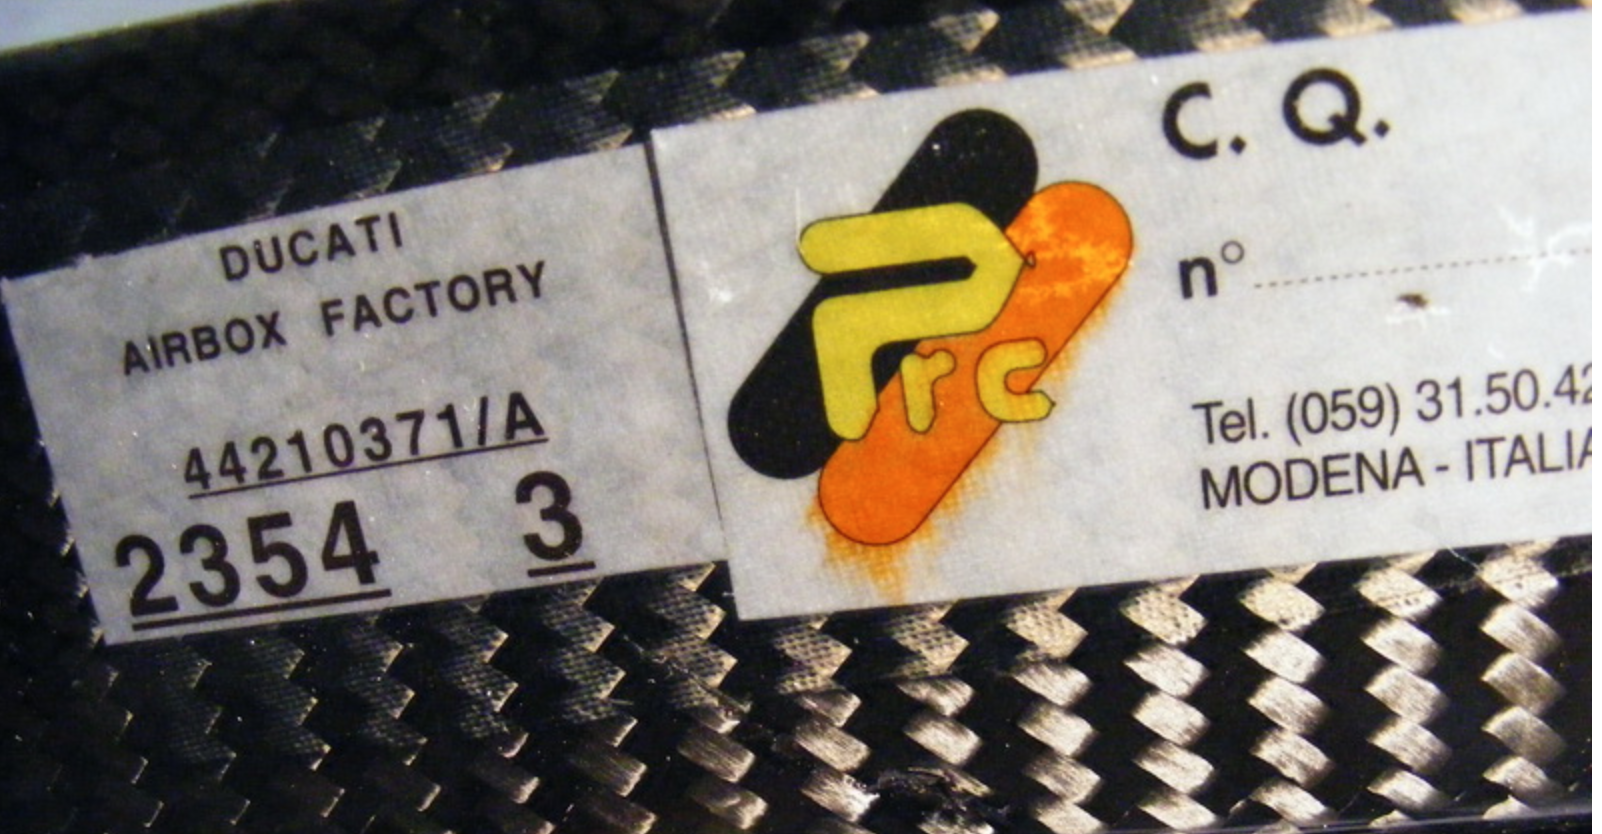 DUCATI
AIRBOX FACTORY
44210371/A
2354 3
Prc
C. Q.
n°
Tel. (059) 31.50.42
MODENA - ITALIA